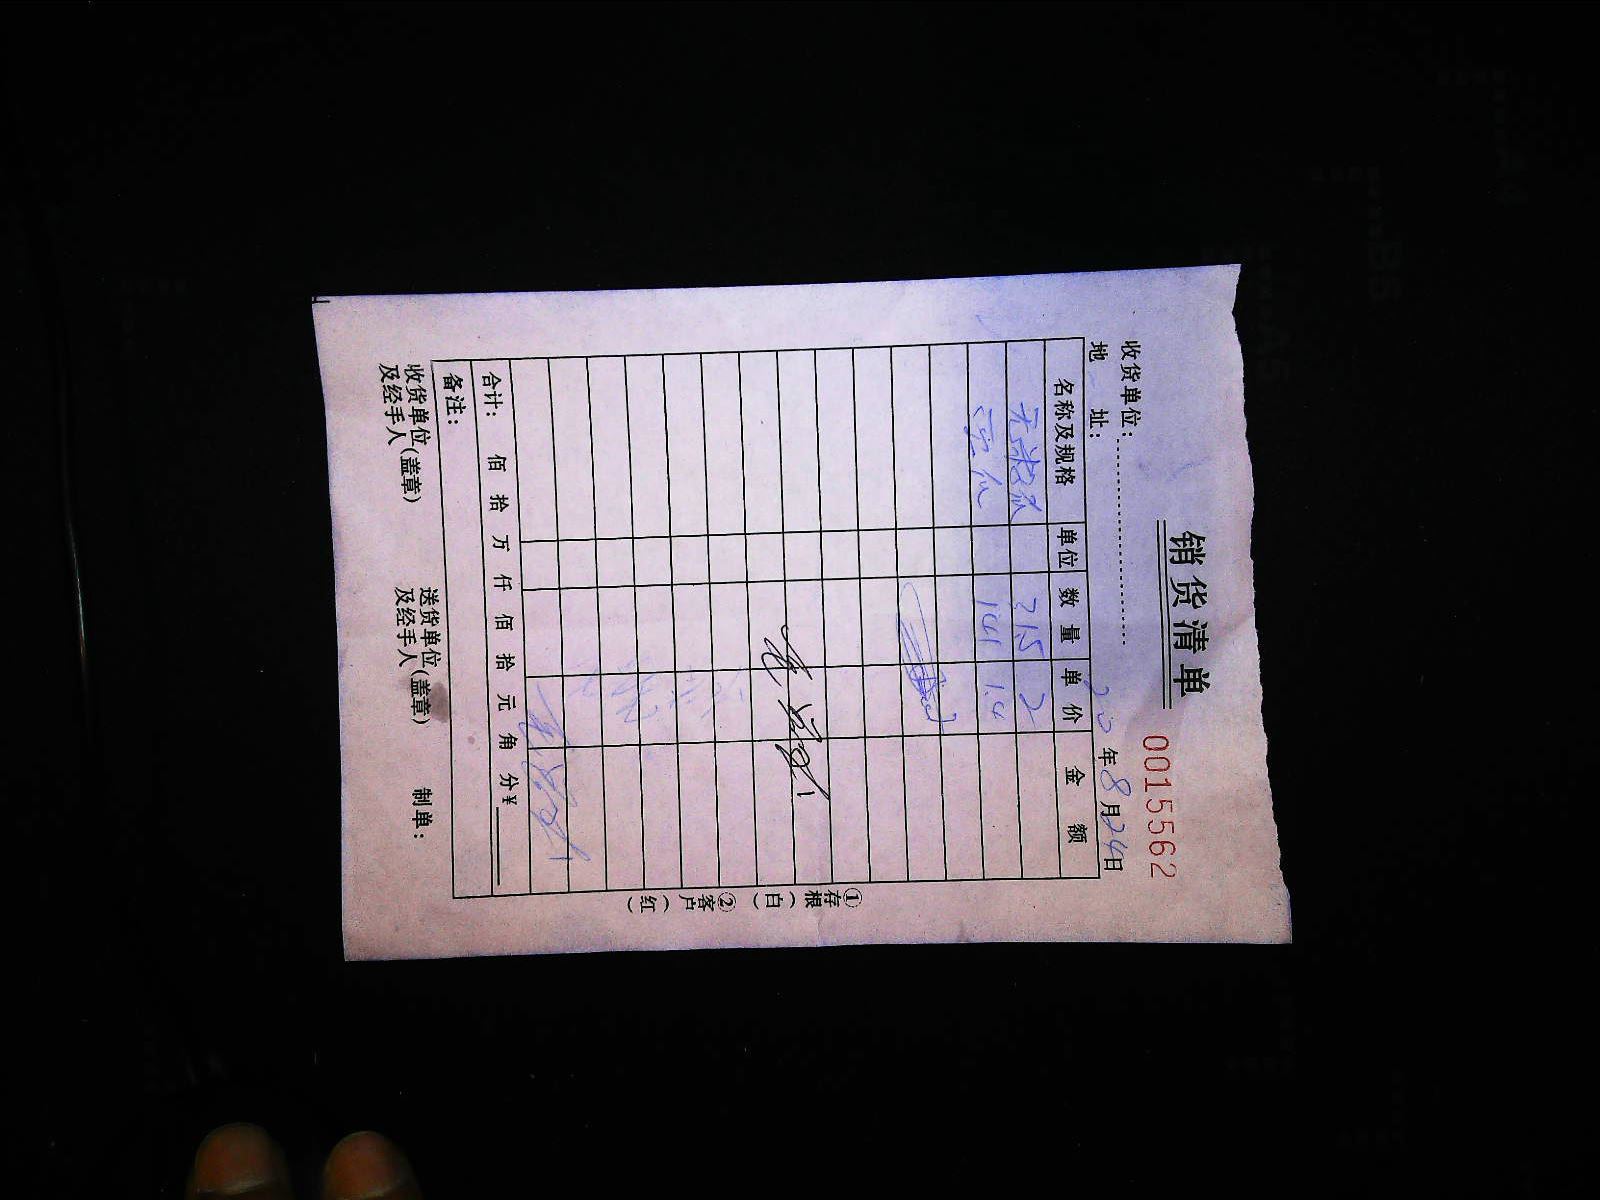 销货清单
0015562
收货单位:
地 址: 20 年 8 月 24 日
名称及规格 单位 数量 单价 金额
315 2
141 1.4
合计: 佰 拾 万 仟 佰 拾 元 角 分¥
备注:
收货单位(盖章) 送货单位(盖章) 制单:
及经手人 及经手人
①存根(白) ②客户(红)